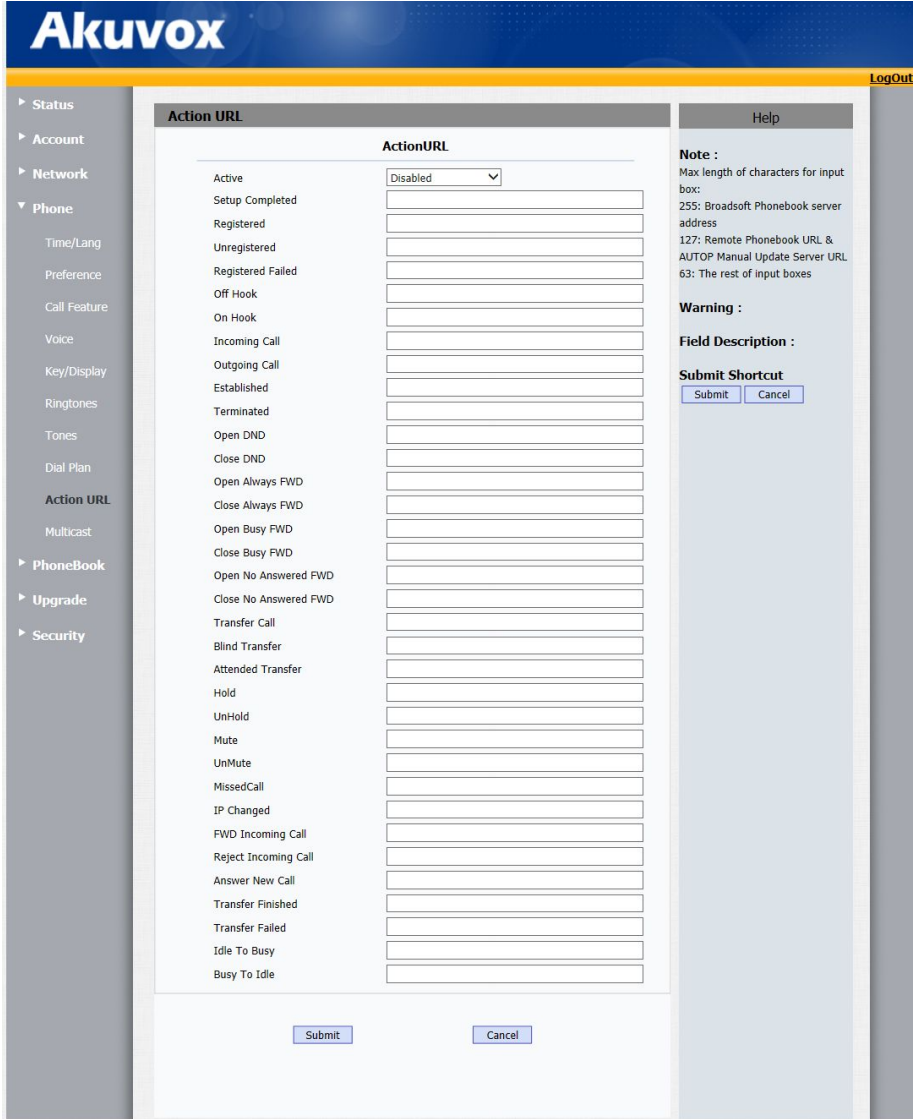 Akuvox
LogOut
Status
Account
Network
Phone
Time/Lang
Preference
Call Feature
Voice
Key/Display
Ringtones
Tones
Dial Plan
Action URL
Multicast
PhoneBook
Upgrade
Security
Action URL
ActionURL
Active Disabled
Setup Completed
Registered
Unregistered
Registered Failed
Off Hook
On Hook
Incoming Call
Outgoing Call
Established
Terminated
Open DND
Close DND
Open Always FWD
Close Always FWD
Open Busy FWD
Close Busy FWD
Open No Answered FWD
Close No Answered FWD
Transfer Call
Blind Transfer
Attended Transfer
Hold
UnHold
Mute
UnMute
MissedCall
IP Changed
FWD Incoming Call
Reject Incoming Call
Answer New Call
Transfer Finished
Transfer Failed
Idle To Busy
Busy To Idle
Submit Cancel
Help
Note :
Max length of characters for input
box:
255: Broadsoft Phonebook server
address
127: Remote Phonebook URL &
AUTOP Manual Update Server URL
63: The rest of input boxes
Warning :
Field Description :
Submit Shortcut
Submit Cancel